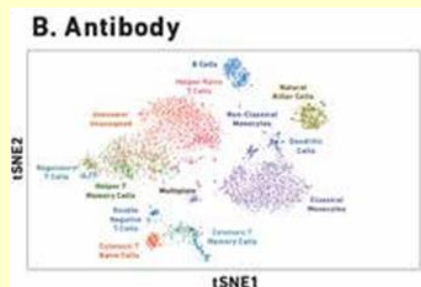 B. Antibody
B Cells
Helper Naive
T Cells
Natural
Killer Cells
Unknown
Unassigned
Non-Classical
Monocytes
Dendritic
Cells
Regulatory
T Cells
Helper T
Memory Cells
Multiplets
Classical
Monocytes
Double
Negative
T Cells
Cytotoxic T
Memory Cells
Cytotoxic T
Naive Cells
tSNE2
tSNE1